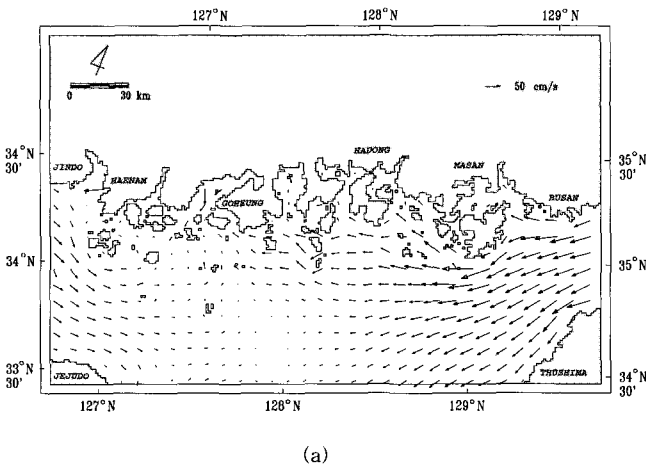 127°N 128°N 129°N
0 30 km
50 cm/s
HADONG
34°N 30' JINDO HAENAM MASAN 35°N 30'
GOHEUNG BUSAN
34°N 35°N
33°N 30' JEJUDO THUSHIMA 34°N 30'
127°N 128°N 129°N
(a)